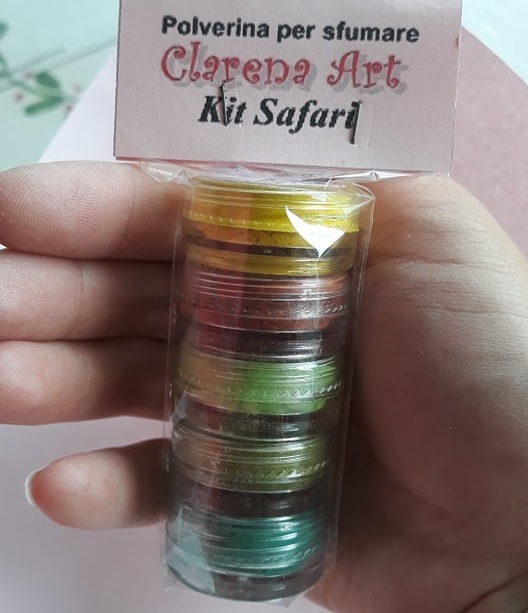 Polverina per sfumare
Clarena Art
Kit Safari